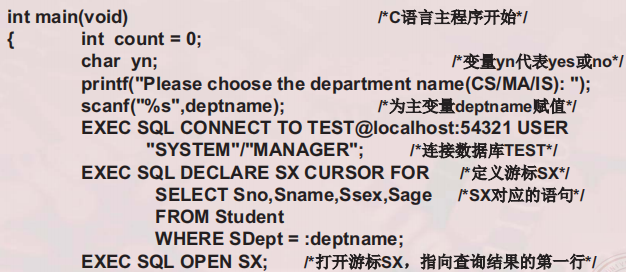 int main(void) /*C语言主程序开始*/
{ int count = 0;
char yn; /*变量yn代表yes或no*/
printf("Please choose the department name(CS/MA/IS): ");
scanf("%s",deptname); /*为主变量deptname赋值*/
EXEC SQL CONNECT TO TEST@localhost:54321 USER
"SYSTEM"/"MANAGER"; /*连接数据库TEST*/
EXEC SQL DECLARE SX CURSOR FOR /*定义游标SX*/
SELECT Sno,Sname,Ssex,Sage /*SX对应的语句*/
FROM Student
WHERE SDept = :deptname;
EXEC SQL OPEN SX; /*打开游标SX，指向查询结果的第一行*/